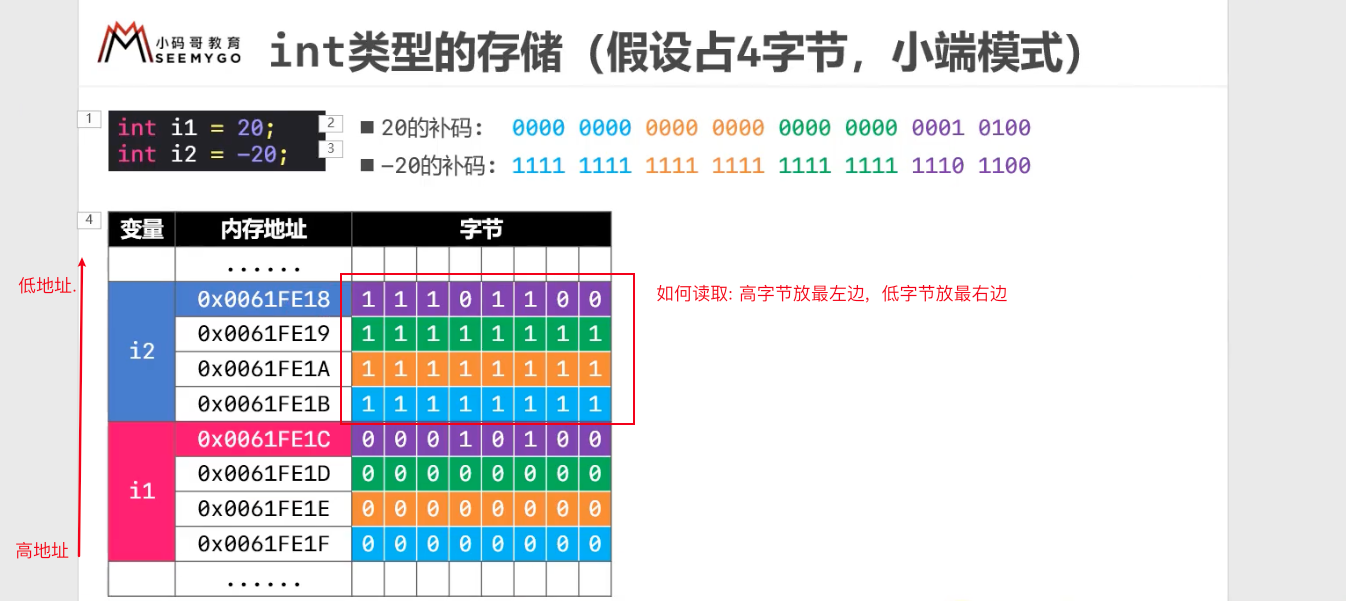 小码哥教育
SEEMYGO
int类型的存储（假设占4字节，小端模式）
1
int i1 = 20;
int i2 = -20;
2
3
■ 20的补码： 0000 0000 0000 0000 0000 0000 0001 0100
■ -20的补码：1111 1111 1111 1111 1111 1111 1110 1100
4
变量 内存地址 字节
......
低地址.
i2
0x0061FE18 1 1 1 0 1 1 0 0
0x0061FE19 1 1 1 1 1 1 1 1
0x0061FE1A 1 1 1 1 1 1 1 1
0x0061FE1B 1 1 1 1 1 1 1 1
如何读取: 高字节放最左边，低字节放最右边
i1
0x0061FE1C 0 0 0 1 0 1 0 0
0x0061FE1D 0 0 0 0 0 0 0 0
0x0061FE1E 0 0 0 0 0 0 0 0
0x0061FE1F 0 0 0 0 0 0 0 0
高地址
......